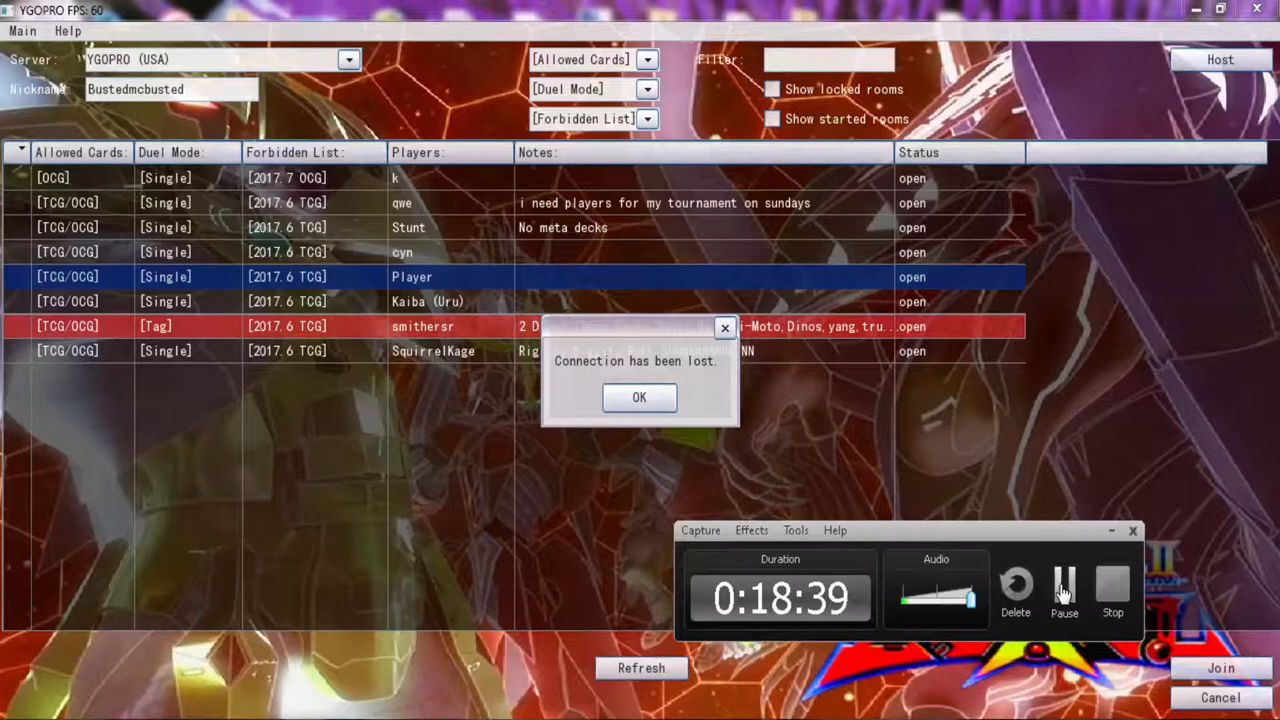 YGOPRO FPS: 60
Main Help
Server: YGOPRO (USA) [Allowed Cards] Filter: Host
Nickname: Bustedmcbusted [Duel Mode] Show locked rooms
[Forbidden List] Show started rooms
Allowed Cards: Duel Mode: Forbidden List: Players: Notes: Status
[OCG] [Single] [2017.7 OCG] k open
[TCG/OCG] [Single] [2017.6 TCG] qwe i need players for my tournament on sundays open
[TCG/OCG] [Single] [2017.6 TCG] Stunt No meta decks open
[TCG/OCG] [Single] [2017.6 TCG] cyn open
[TCG/OCG] [Single] [2017.6 TCG] Player open
[TCG/OCG] [Single] [2017.6 TCG] Kaiba (Uru) open
[TCG/OCG] [Tag] [2017.6 TCG] smithersr 2 D i-Moto, Dinos, yang, tru... open
[TCG/OCG] [Single] [2017.6 TCG] SquirrelKage Rig NN open
Connection has been lost.
OK
Capture Effects Tools Help
Duration Audio
0:18:39
Delete Pause Stop
Refresh Join
Cancel